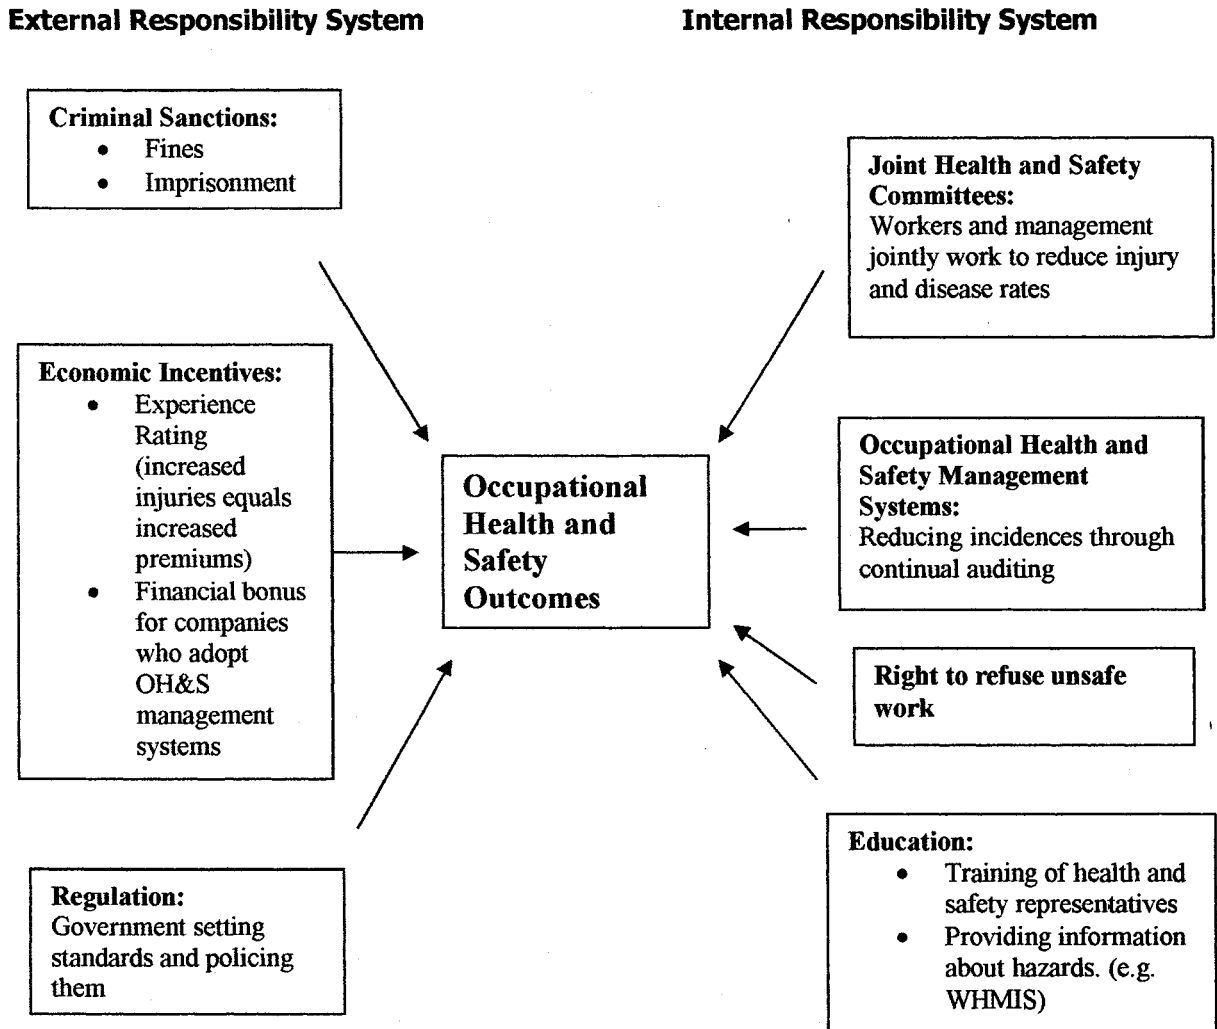 External Responsibility System
Internal Responsibility System
Criminal Sanctions:
• Fines
• Imprisonment
Economic Incentives:
• Experience
Rating
(increased
injuries equals
increased
premiums)
• Financial bonus
for companies
who adopt
OH&S
management
systems
Regulation:
Government setting
standards and policing
them
Occupational
Health and
Safety
Outcomes
Joint Health and Safety
Committees:
Workers and management
jointly work to reduce injury
and disease rates
Occupational Health and
Safety Management
Systems:
Reducing incidences through
continual auditing
Right to refuse unsafe
work
Education:
• Training of health and
safety representatives
• Providing information
about hazards. (e.g.
WHMIS)